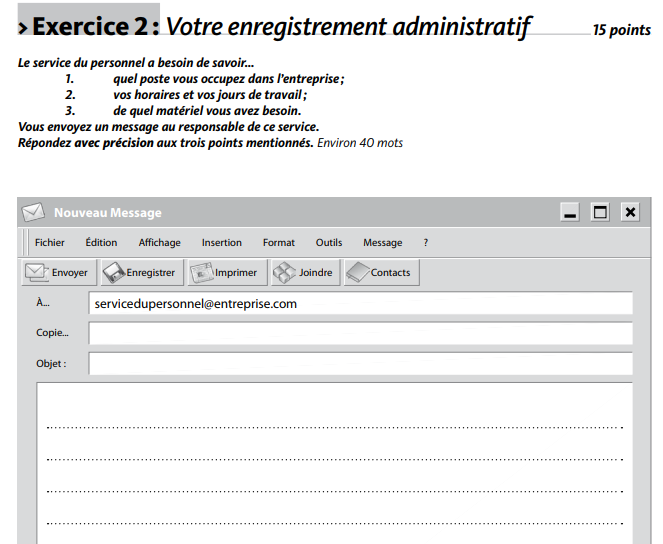 › Exercice 2 : Votre enregistrement administratif 15 points
Le service du personnel a besoin de savoir...
1. quel poste vous occupez dans l'entreprise ;
2. vos horaires et vos jours de travail ;
3. de quel matériel vous avez besoin.
Vous envoyez un message au responsable de ce service.
Répondez avec précision aux trois points mentionnés. Environ 40 mots
Nouveau Message
Fichier Édition Affichage Insertion Format Outils Message ?
Envoyer Enregistrer Imprimer Joindre Contacts
À... servicedupersonnel@entreprise.com
Copie...
Objet :